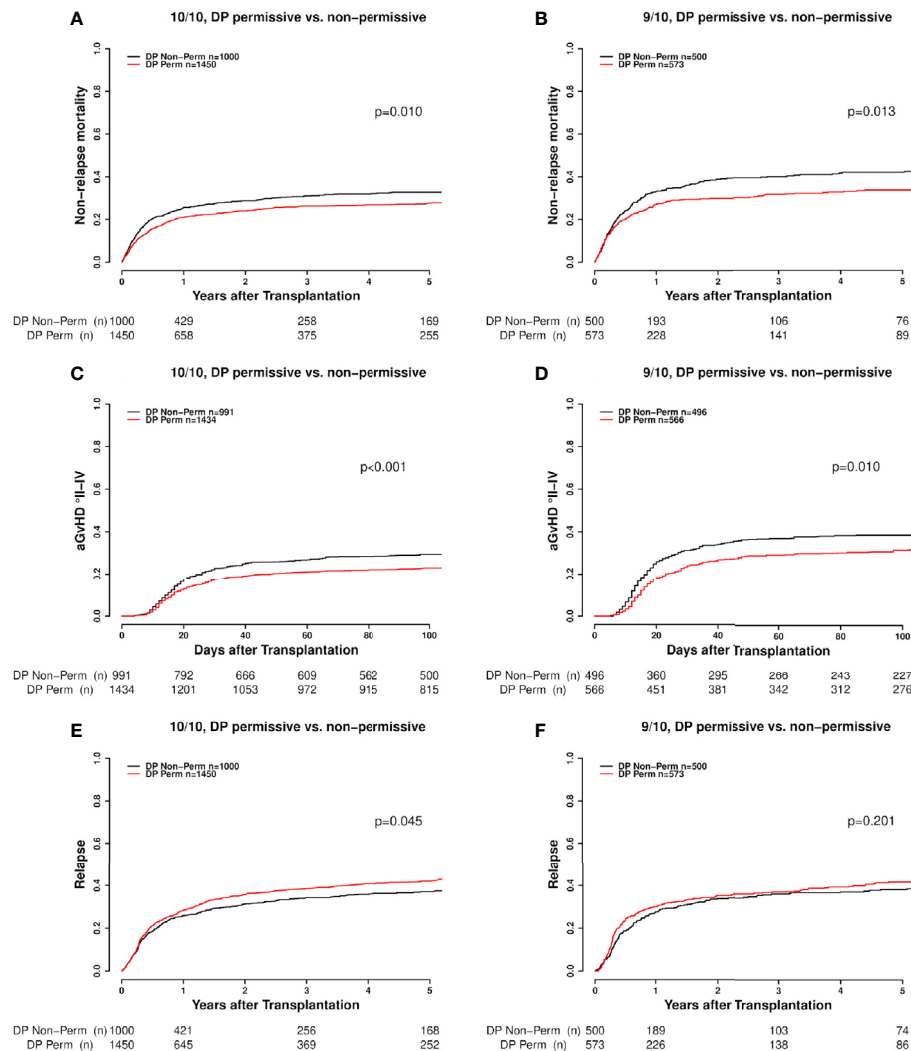 A
10/10, DP permissive vs. non−permissive
DP Non−Perm n=1000
DP Perm n=1450
p=0.010
Non−relapse mortality
0.0 0.2 0.4 0.6 0.8 1.0
0 1 2 3 4 5
Years after Transplantation
DP Non−Perm (n) 1000 429 258 169
DP Perm (n) 1450 658 375 255
B
9/10, DP permissive vs. non−permissive
DP Non−Perm n=500
DP Perm n=573
p=0.013
Non−relapse mortality
0.0 0.2 0.4 0.6 0.8 1.0
0 1 2 3 4 5
Years after Transplantation
DP Non−Perm (n) 500 193 106 76
DP Perm (n) 573 228 141 89
C
10/10, DP permissive vs. non−permissive
DP Non−Perm n=991
DP Perm n=1434
p<0.001
aGvHD °II−IV
0.0 0.2 0.4 0.6 0.8 1.0
0 20 40 60 80 100
Days after Transplantation
DP Non−Perm (n) 991 792 666 609 562 500
DP Perm (n) 1434 1201 1053 972 915 815
D
9/10, DP permissive vs. non−permissive
DP Non−Perm n=496
DP Perm n=566
p=0.010
aGvHD °II−IV
0.0 0.2 0.4 0.6 0.8 1.0
0 20 40 60 80 100
Days after Transplantation
DP Non−Perm (n) 496 360 295 266 243 227
DP Perm (n) 566 451 381 342 312 276
E
10/10, DP permissive vs. non−permissive
DP Non−Perm n=1000
DP Perm n=1450
p=0.045
Relapse
0.0 0.2 0.4 0.6 0.8 1.0
0 1 2 3 4 5
Years after Transplantation
DP Non−Perm (n) 1000 421 256 168
DP Perm (n) 1450 645 369 252
F
9/10, DP permissive vs. non−permissive
DP Non−Perm n=500
DP Perm n=573
p=0.201
Relapse
0.0 0.2 0.4 0.6 0.8 1.0
0 1 2 3 4 5
Years after Transplantation
DP Non−Perm (n) 500 189 103 74
DP Perm (n) 573 226 138 86